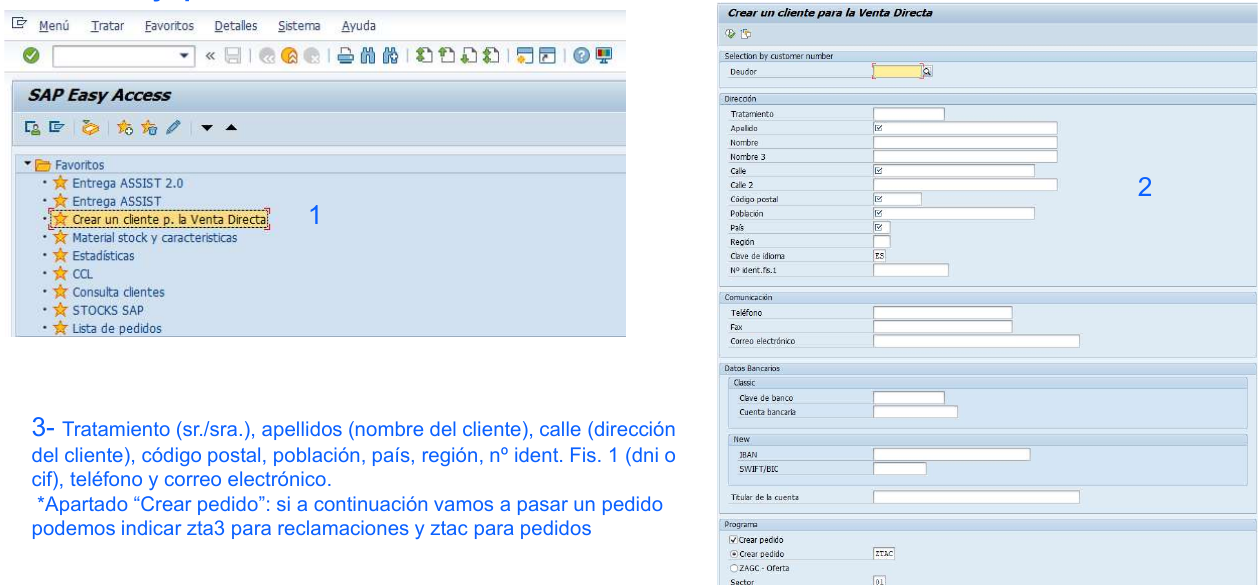 Menú Tratar Favoritos Detalles Sistema Ayuda
SAP Easy Access
Favoritos
Entrega ASSIST 2.0
Entrega ASSIST
Crear un cliente p. la Venta Directa
1
Material stock y características
Estadísticas
CCL
Consulta clientes
STOCKS SAP
Lista de pedidos
3- Tratamiento (sr./sra.), apellidos (nombre del cliente), calle (dirección
del cliente), código postal, población, país, región, nº ident. Fis. 1 (dni o
cif), teléfono y correo electrónico.
*Apartado “Crear pedido”: si a continuación vamos a pasar un pedido
podemos indicar zta3 para reclamaciones y ztac para pedidos
Crear un cliente para la Venta Directa
Selection by customer number
Deudor
Dirección
Tratamiento
Apellido
Nombre
Nombre 3
Calle
Calle 2
2
Código postal
Población
País
Región
Clave de idioma ES
Nº ident.fis.1
Comunicación
Teléfono
Fax
Correo electrónico
Datos Bancarios
Classic
Clave de banco
Cuenta bancaria
New
IBAN
SWIFT/BIC
Titular de la cuenta
Programa
Crear pedido
Crear pedido ZTAC
ZAGC - Oferta
Sector 01